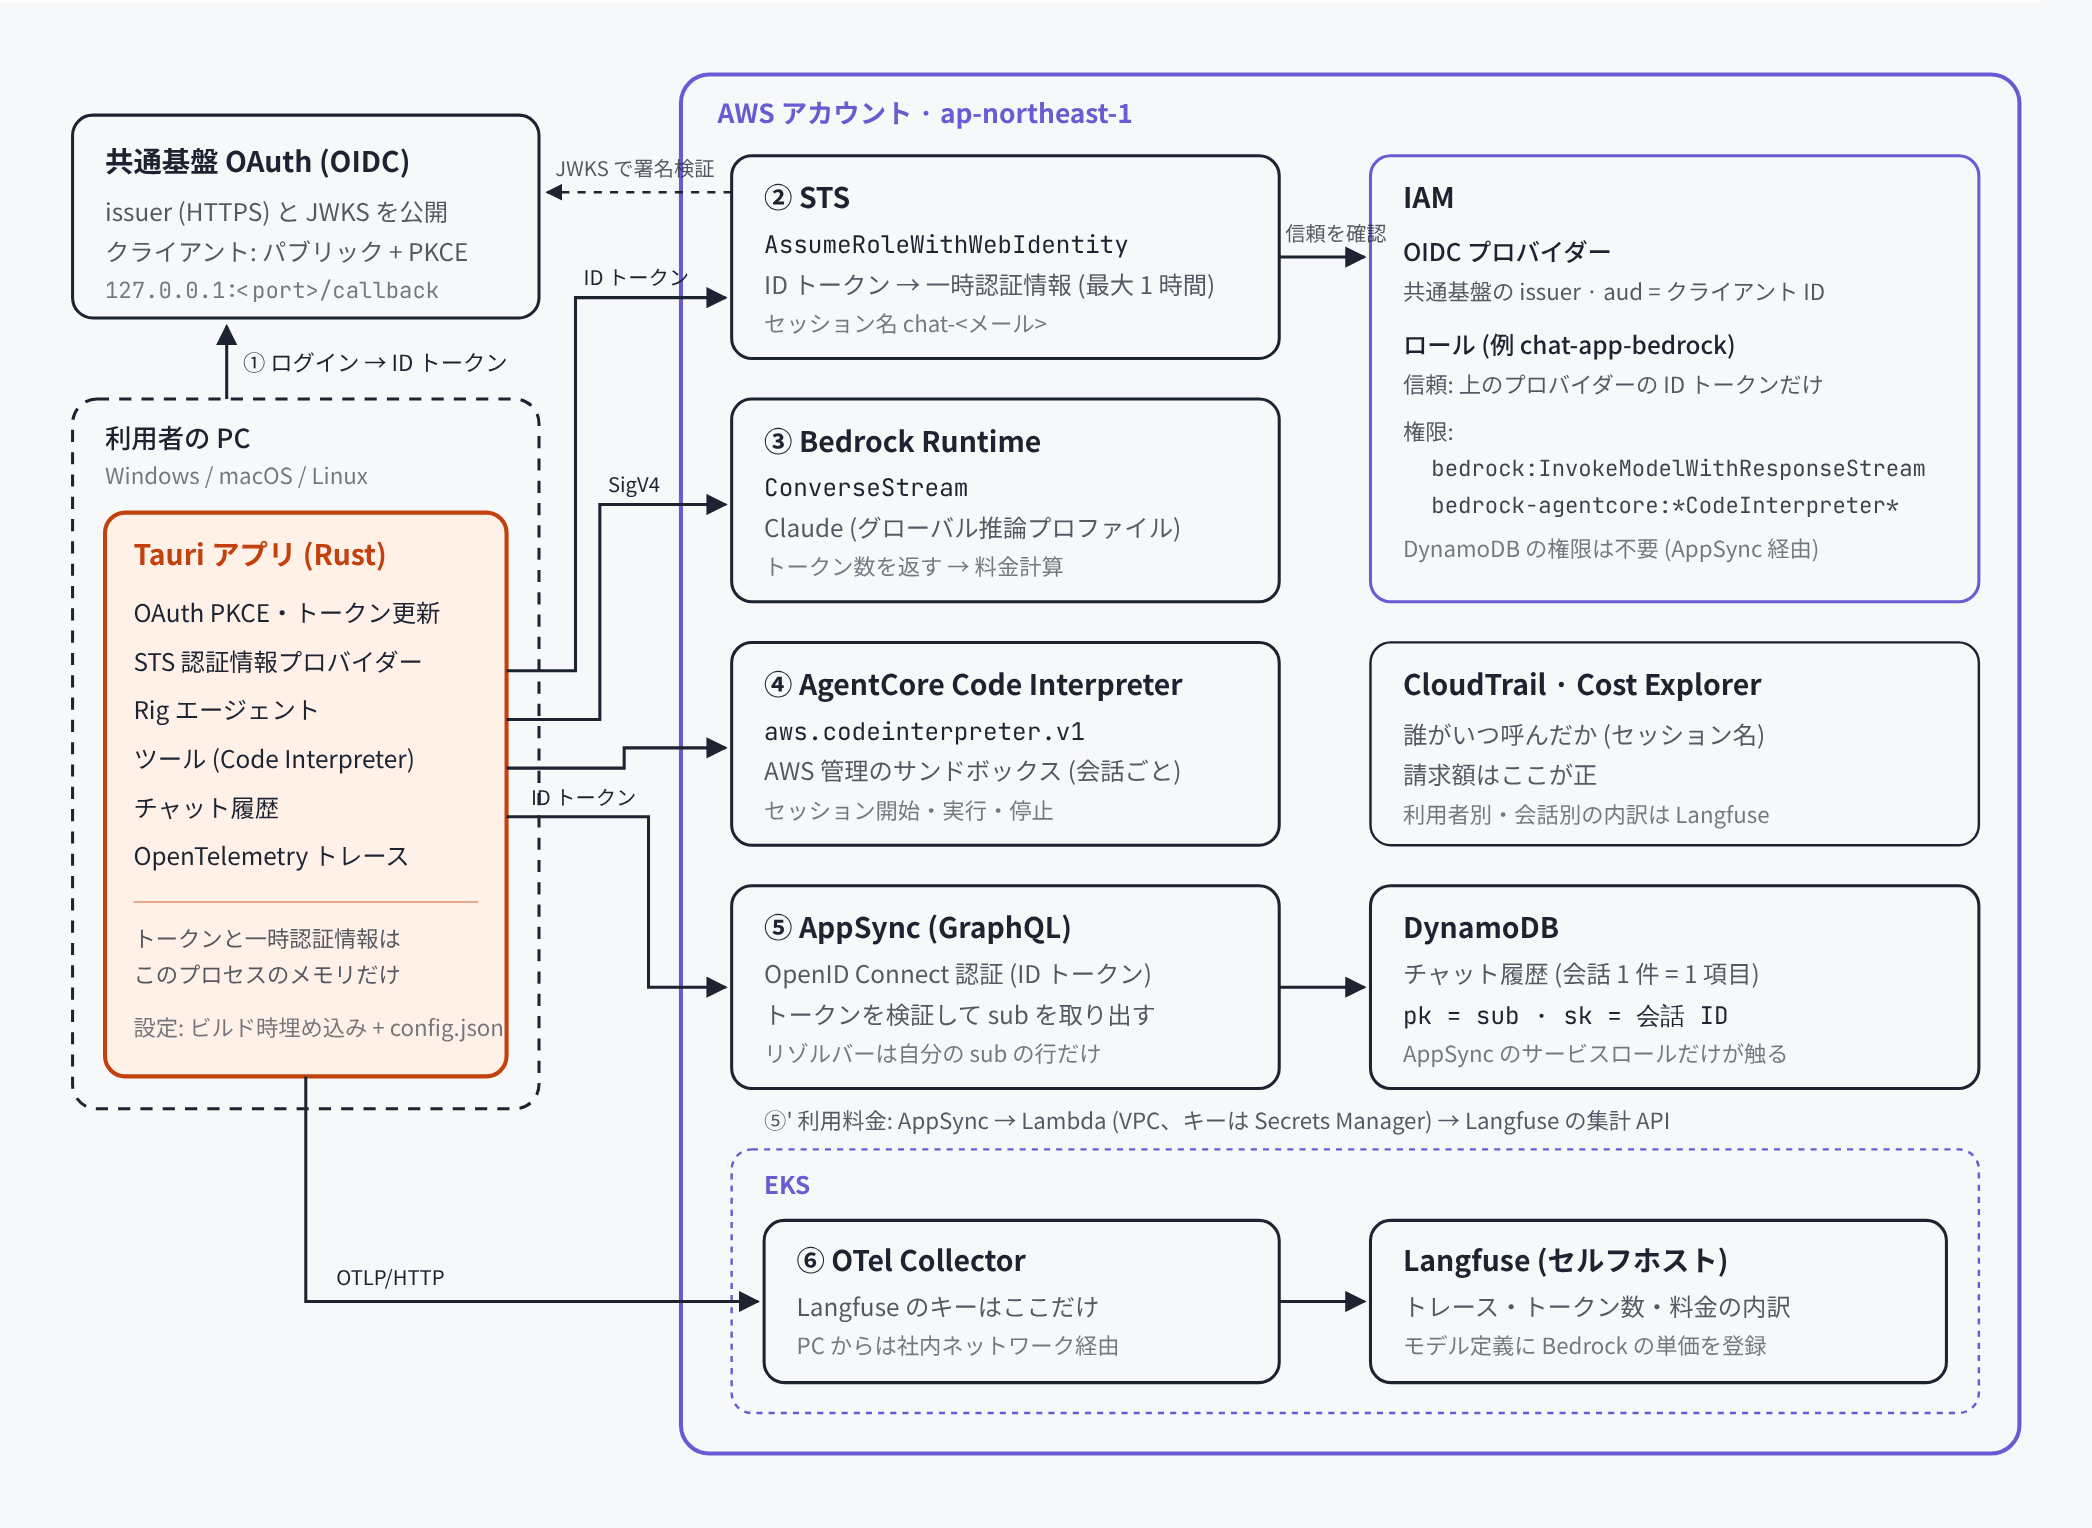 共通基盤 OAuth (OIDC)
issuer (HTTPS) と JWKS を公開
クライアント: パブリック + PKCE
127.0.0.1:<port>/callback
① ログイン → ID トークン
利用者の PC
Windows / macOS / Linux
Tauri アプリ (Rust)
OAuth PKCE・トークン更新
STS 認証情報プロバイダー
Rig エージェント
ツール (Code Interpreter)
チャット履歴
OpenTelemetry トレース
トークンと一時認証情報は
このプロセスのメモリだけ
設定: ビルド時埋め込み + config.json
JWKS で署名検証
ID トークン
SigV4
ID トークン
OTLP/HTTP
AWS アカウント · ap-northeast-1
② STS
AssumeRoleWithWebIdentity
ID トークン → 一時認証情報 (最大 1 時間)
セッション名 chat-<メール>
信頼を確認
IAM
OIDC プロバイダー
共通基盤の issuer · aud = クライアント ID
ロール (例 chat-app-bedrock)
信頼: 上のプロバイダーの ID トークンだけ
権限:
bedrock:InvokeModelWithResponseStream
bedrock-agentcore:*CodeInterpreter*
DynamoDB の権限は不要 (AppSync 経由)
③ Bedrock Runtime
ConverseStream
Claude (グローバル推論プロファイル)
トークン数を返す → 料金計算
④ AgentCore Code Interpreter
aws.codeinterpreter.v1
AWS 管理のサンドボックス (会話ごと)
セッション開始・実行・停止
CloudTrail · Cost Explorer
誰がいつ呼んだか (セッション名)
請求額はここが正
利用者別・会話別の内訳は Langfuse
⑤ AppSync (GraphQL)
OpenID Connect 認証 (ID トークン)
トークンを検証して sub を取り出す
リゾルバーは自分の sub の行だけ
DynamoDB
チャット履歴 (会話 1 件 = 1 項目)
pk = sub · sk = 会話 ID
AppSync のサービスロールだけが触る
⑤' 利用料金: AppSync → Lambda (VPC、キーは Secrets Manager) → Langfuse の集計 API
EKS
⑥ OTel Collector
Langfuse のキーはここだけ
PC からは社内ネットワーク経由
Langfuse (セルフホスト)
トレース・トークン数・料金の内訳
モデル定義に Bedrock の単価を登録